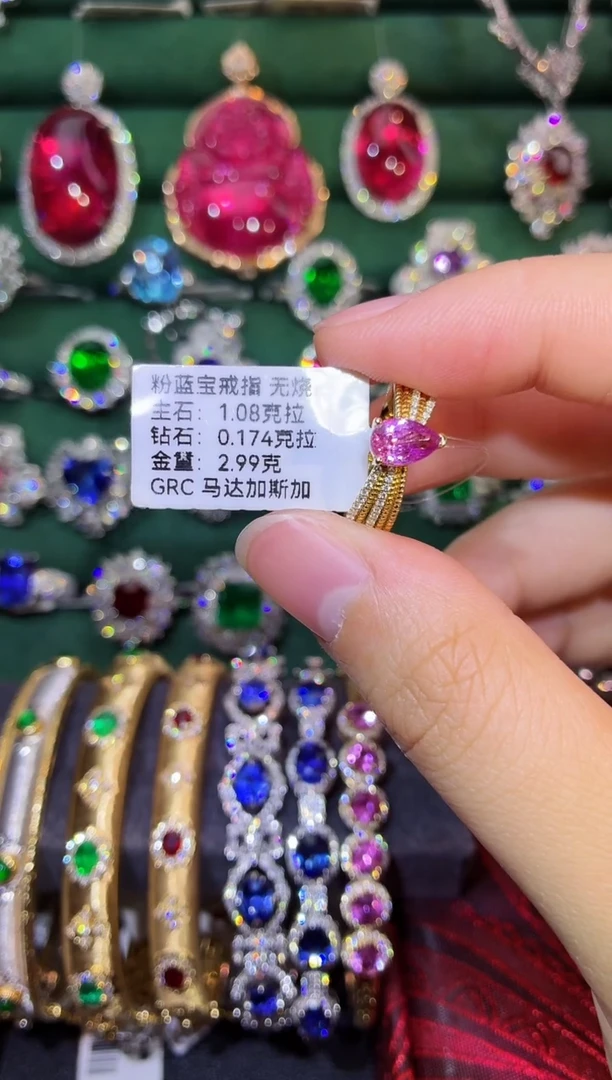 粉蓝宝戒指 无烧
主石：1.08克拉
钻石：0.174克拉
金重：2.99克
GRC 马达加斯加